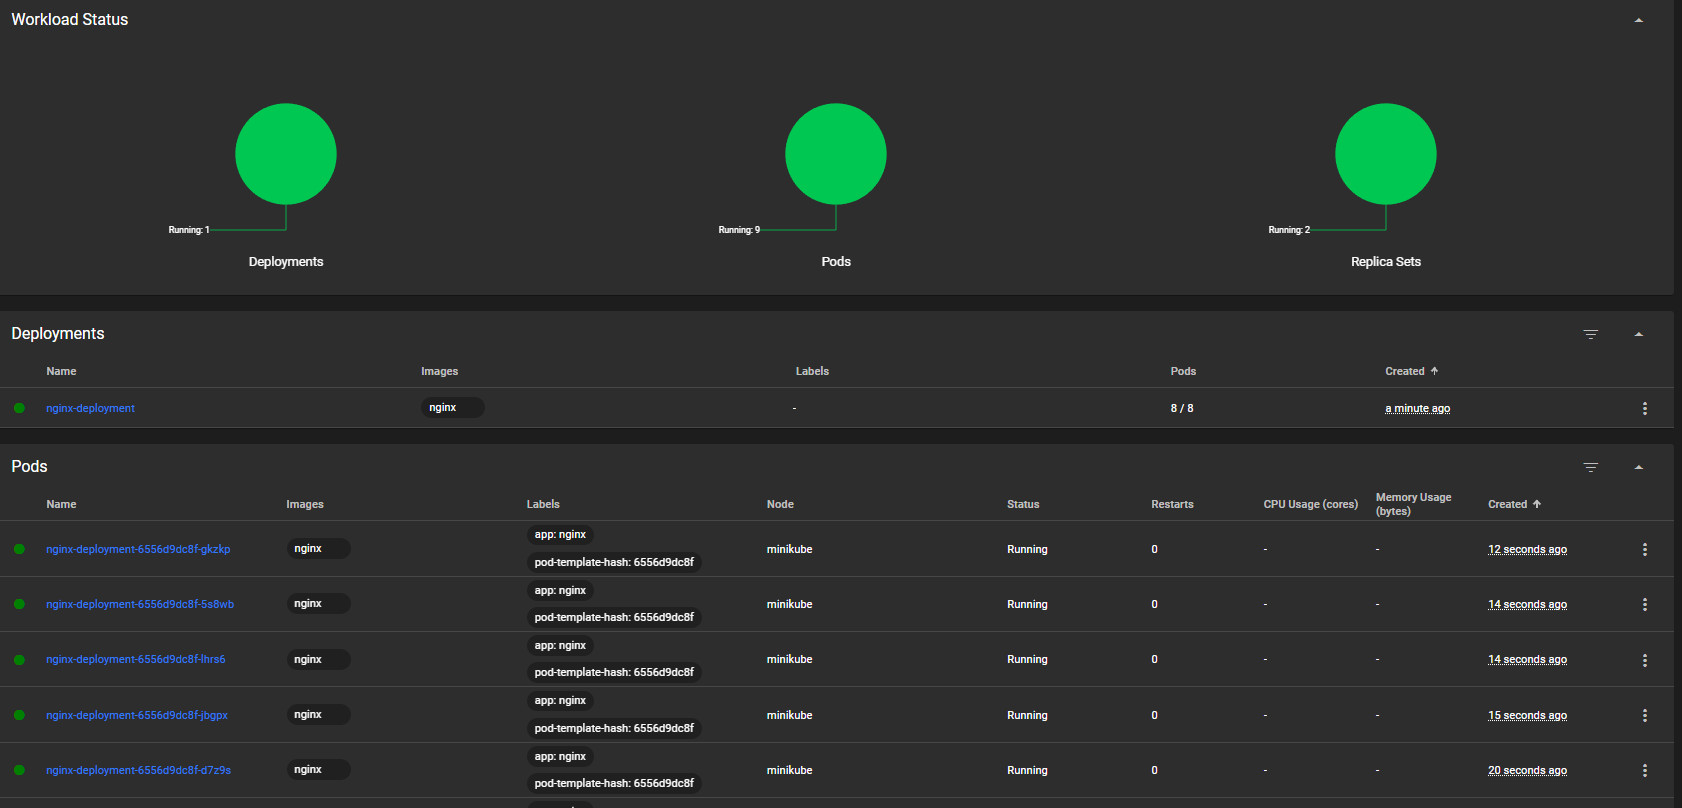 Workload Status
Running: 1
Running: 9
Running: 2
Deployments
Pods
Replica Sets
Deployments
Name Images Labels Pods Created
nginx-deployment nginx - 8 / 8 a minute ago
Pods
Name Images Labels Node Status Restarts CPU Usage (cores) Memory Usage (bytes) Created
nginx-deployment-6556d9dc8f-gkzkp nginx app: nginx pod-template-hash: 6556d9dc8f minikube Running 0 - - 12 seconds ago
nginx-deployment-6556d9dc8f-5s8wb nginx app: nginx pod-template-hash: 6556d9dc8f minikube Running 0 - - 14 seconds ago
nginx-deployment-6556d9dc8f-lhrs6 nginx app: nginx pod-template-hash: 6556d9dc8f minikube Running 0 - - 14 seconds ago
nginx-deployment-6556d9dc8f-jbgpx nginx app: nginx pod-template-hash: 6556d9dc8f minikube Running 0 - - 15 seconds ago
nginx-deployment-6556d9dc8f-d7z9s nginx app: nginx pod-template-hash: 6556d9dc8f minikube Running 0 - - 20 seconds ago